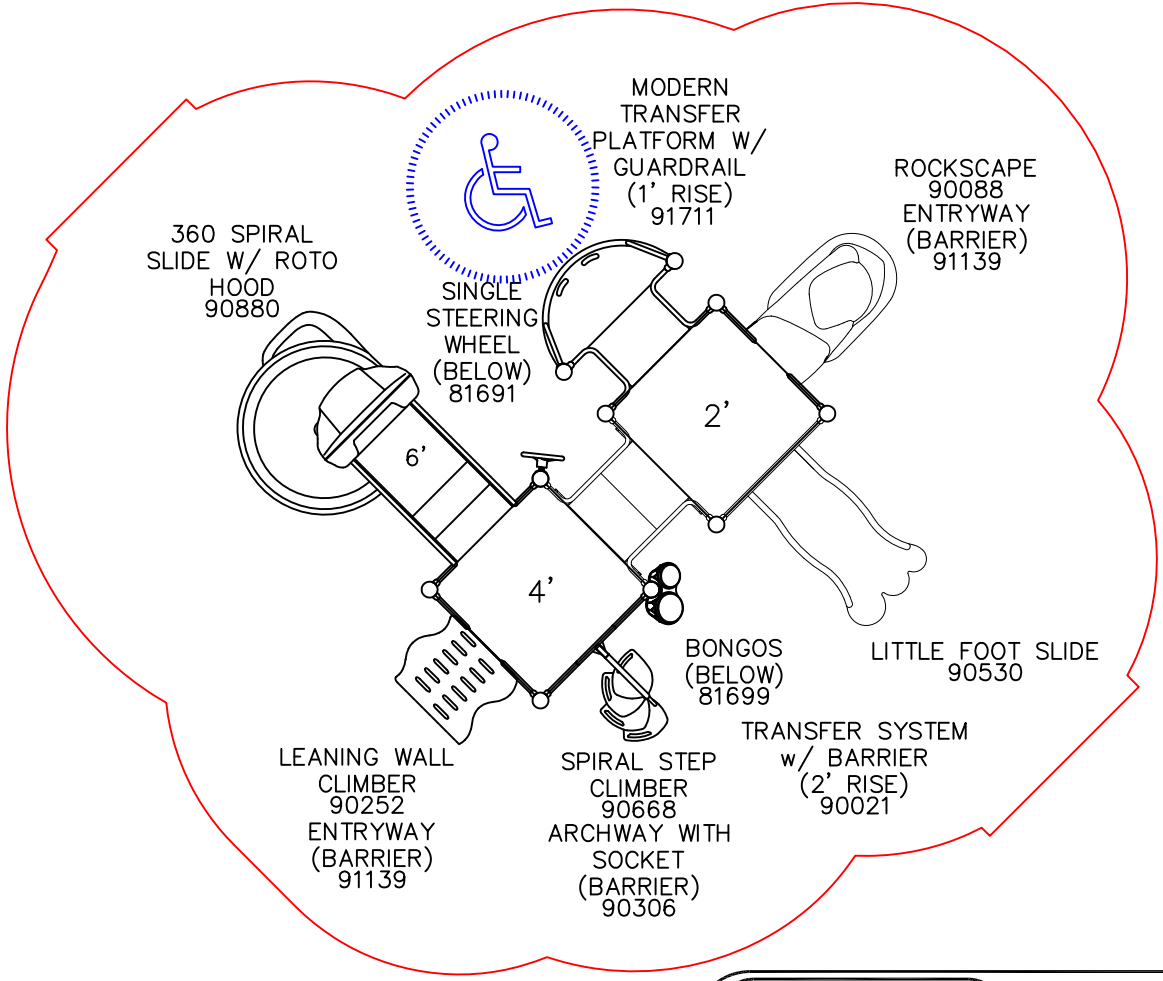 MODERN
TRANSFER
PLATFORM W/
GUARDRAIL
(1' RISE)
91711
ROCKSCAPE
90088
ENTRYWAY
(BARRIER)
91139
360 SPIRAL
SLIDE W/ ROTO
HOOD
90880
SINGLE
STEERING
WHEEL
(BELOW)
81691
2'
6'
4'
BONGOS
(BELOW)
81699
LITTLE FOOT SLIDE
90530
TRANSFER SYSTEM
w/ BARRIER
(2' RISE)
90021
LEANING WALL
CLIMBER
90252
ENTRYWAY
(BARRIER)
91139
SPIRAL STEP
CLIMBER
90668
ARCHWAY WITH
SOCKET
(BARRIER)
90306